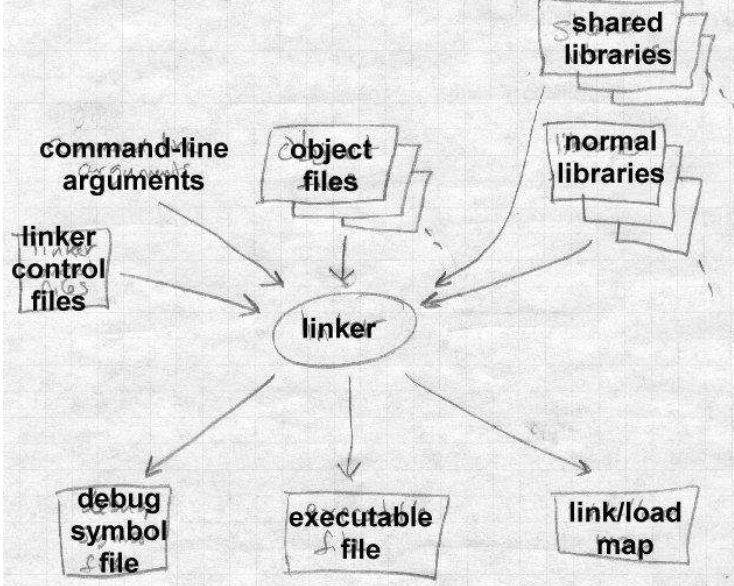 shared
libraries
command-line
arguments
object
files
normal
libraries
linker
control
files
linker
debug
symbol
file
executable
file
link/load
map